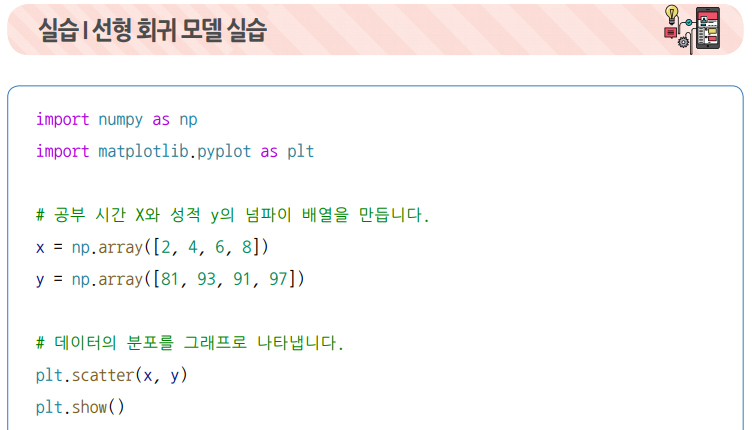 실습 | 선형 회귀 모델 실습
import numpy as np
import matplotlib.pyplot as plt
# 공부 시간 X와 성적 y의 넘파이 배열을 만듭니다.
x = np.array([2, 4, 6, 8])
y = np.array([81, 93, 91, 97])
# 데이터의 분포를 그래프로 나타냅니다.
plt.scatter(x, y)
plt.show()